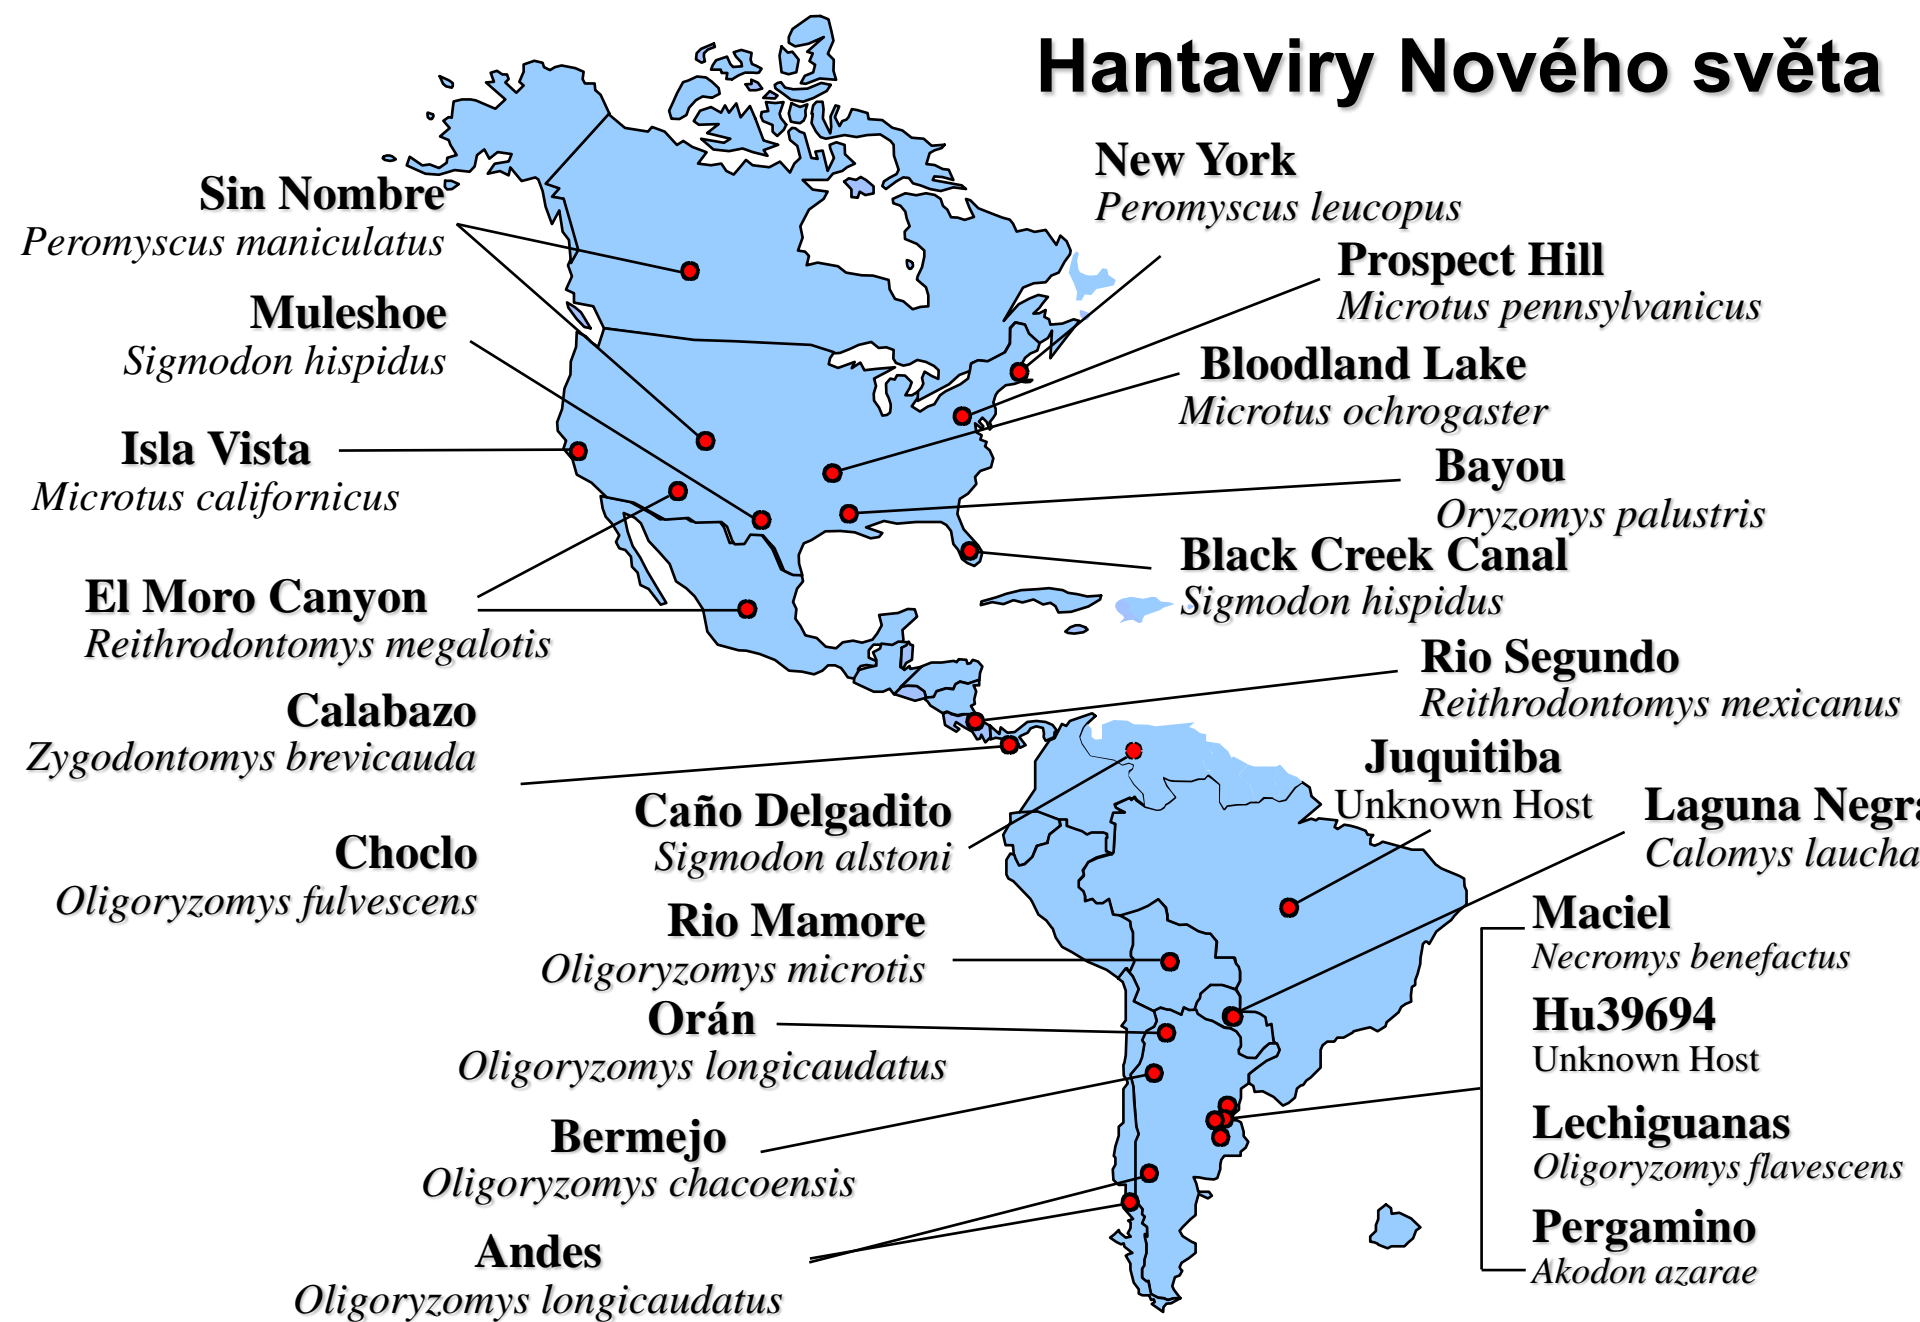 Hantaviry Nového světa
New York
Peromyscus leucopus
Sin Nombre
Peromyscus maniculatus
Prospect Hill
Microtus pennsylvanicus
Muleshoe
Sigmodon hispidus
Bloodland Lake
Microtus ochrogaster
Isla Vista
Microtus californicus
Bayou
Oryzomys palustris
Black Creek Canal
Sigmodon hispidus
El Moro Canyon
Reithrodontomys megalotis
Rio Segundo
Reithrodontomys mexicanus
Calabazo
Zygodontomys brevicauda
Juquitiba
Unknown Host
Caño Delgadito
Sigmodon alstoni
Laguna Negra
Calomys laucha
Choclo
Oligoryzomys fulvescens
Rio Mamore
Oligoryzomys microtis
Maciel
Necromys benefactus
Orán
Oligoryzomys longicaudatus
Hu39694
Unknown Host
Bermejo
Oligoryzomys chacoensis
Lechiguanas
Oligoryzomys flavescens
Andes
Oligoryzomys longicaudatus
Pergamino
Akodon azarae